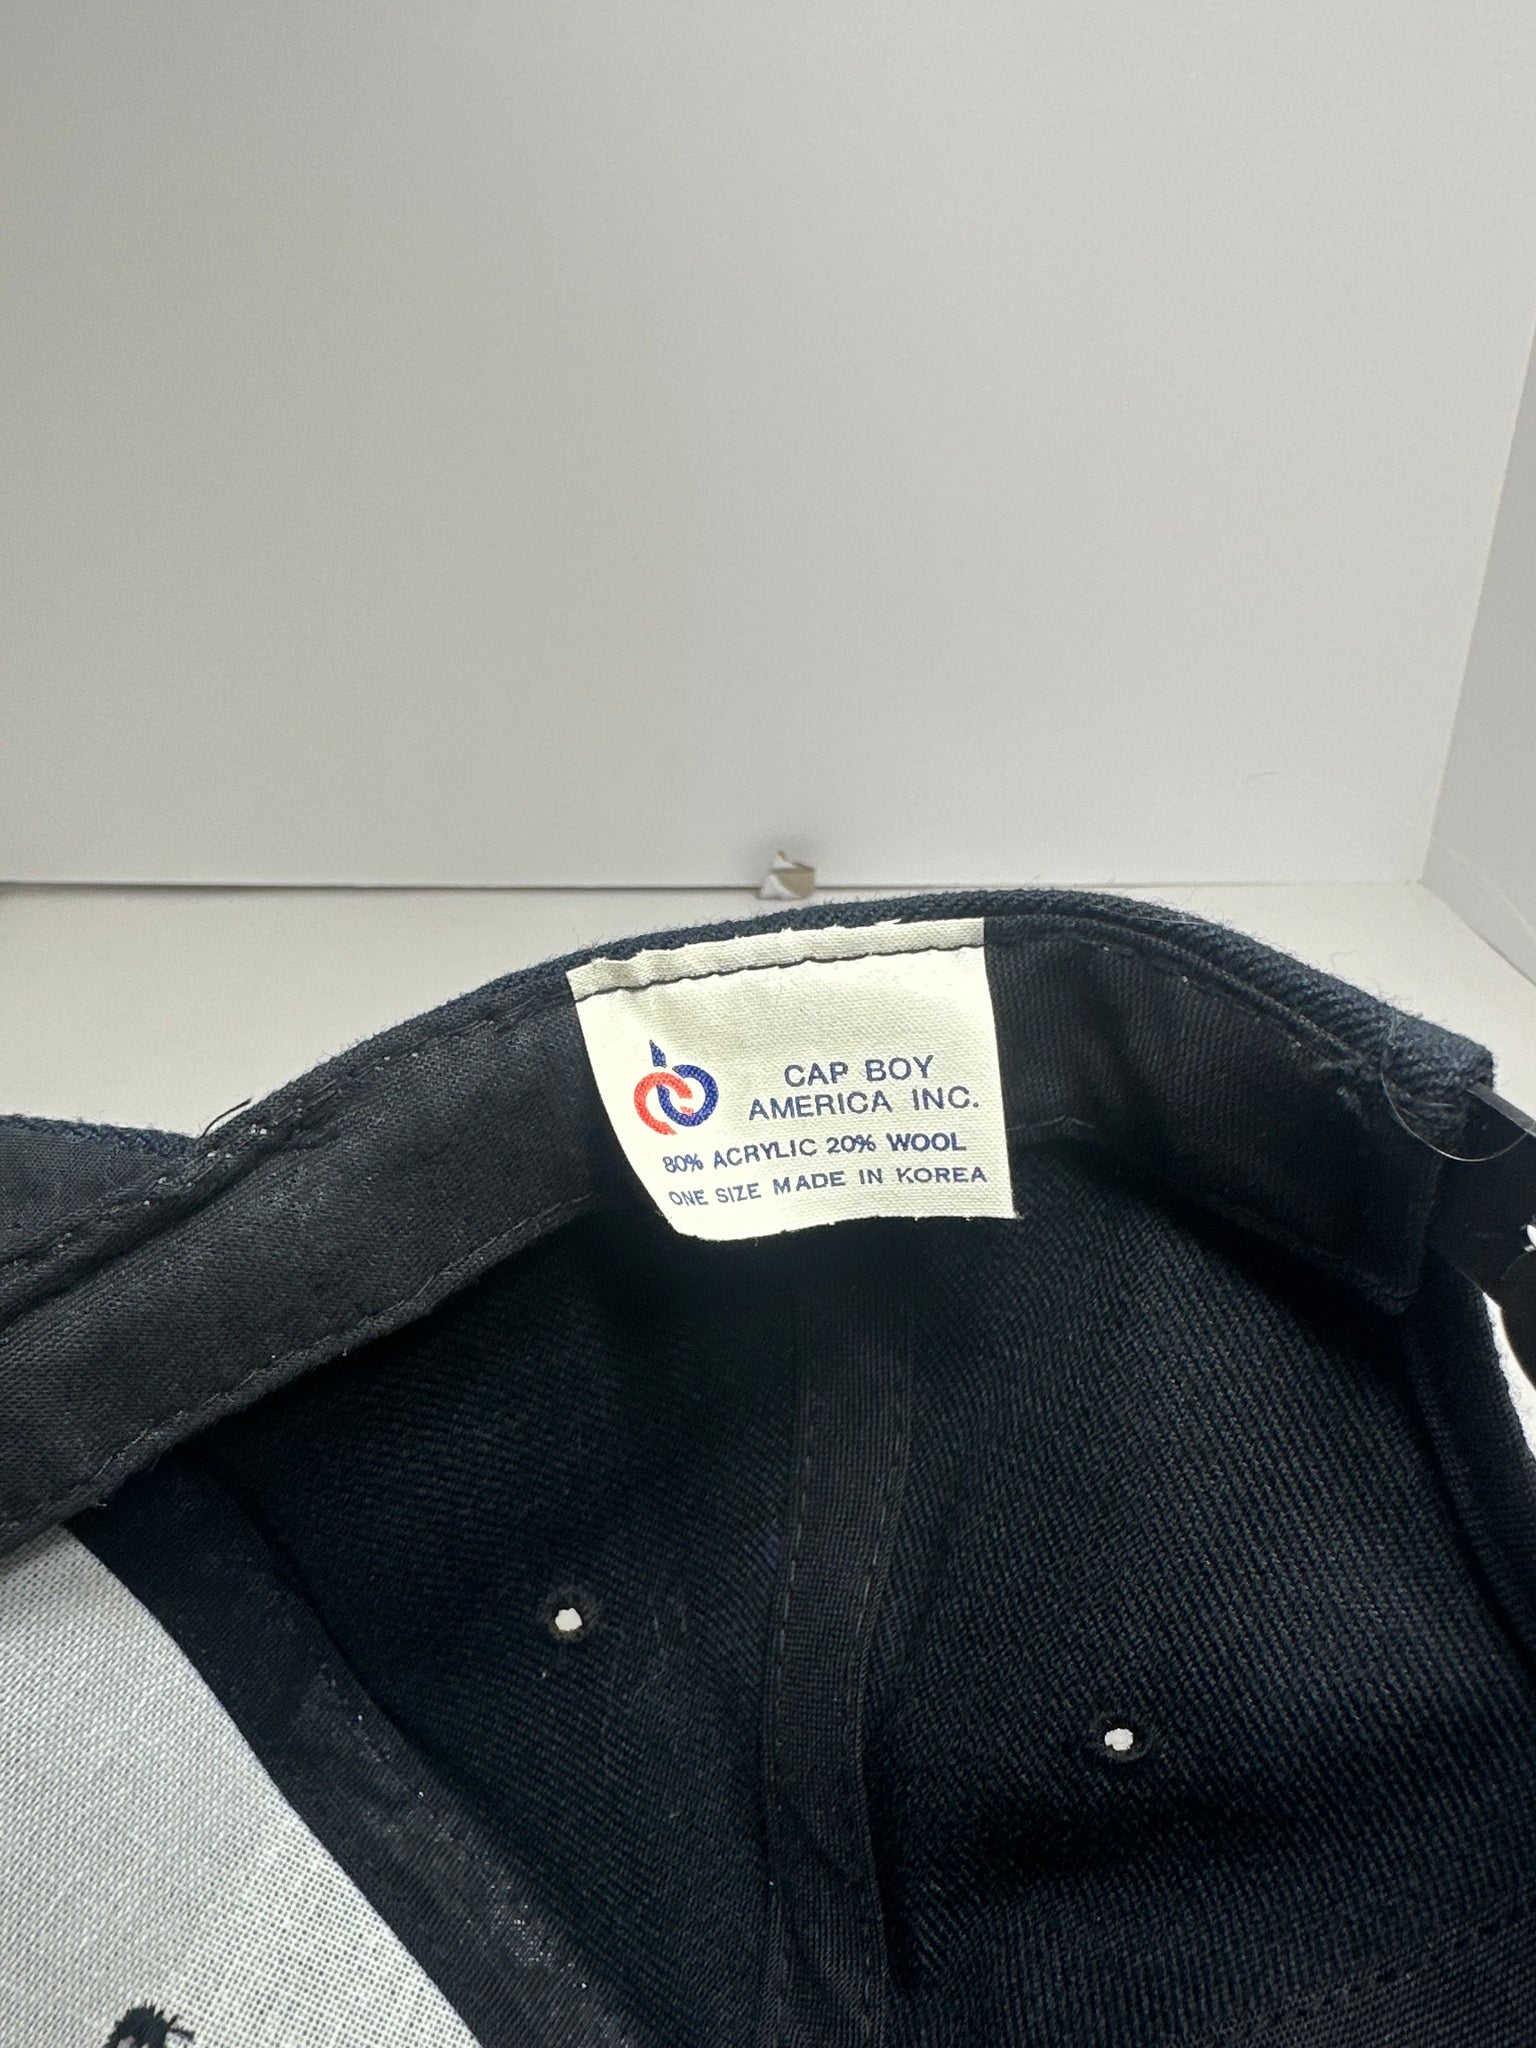 CAP BOY
AMERICA INC.
80% ACRYLIC 20% WOOL
ONE SIZE MADE IN KOREA